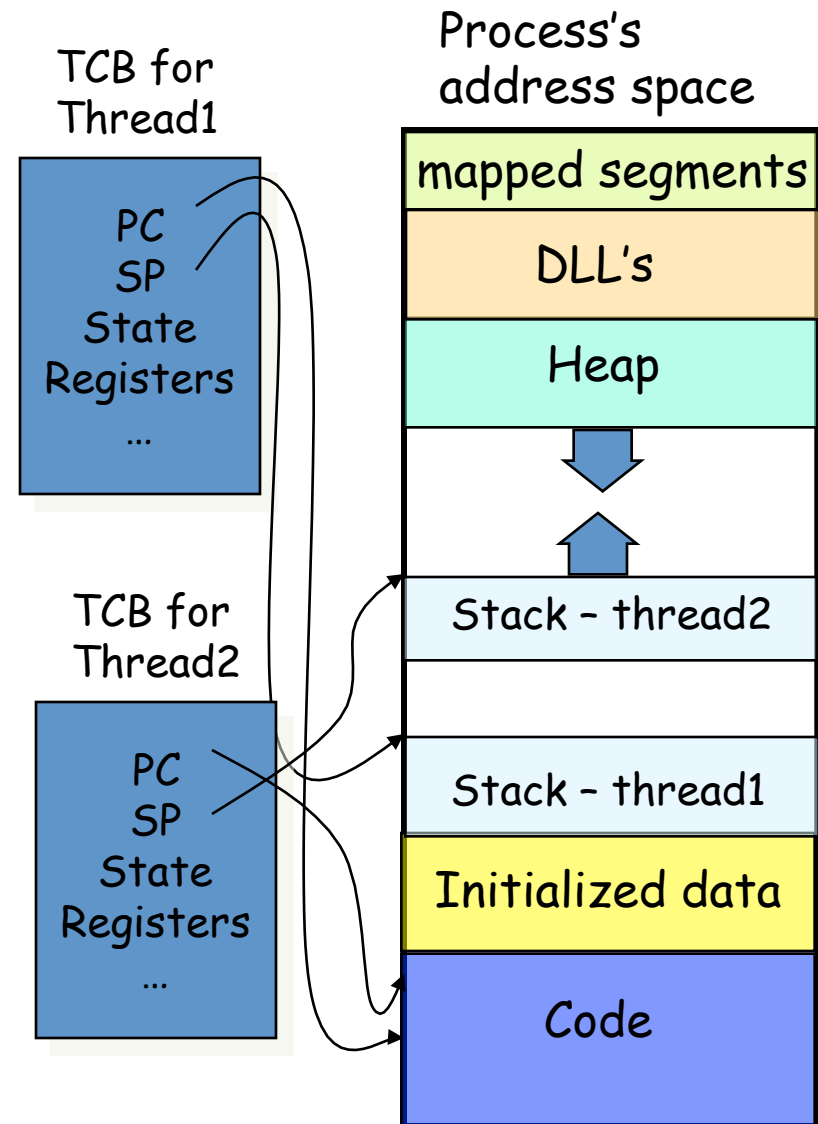 TCB for
Thread1
PC
SP
State
Registers
…
TCB for
Thread2
PC
SP
State
Registers
…
Process’s
address space
mapped segments
DLL’s
Heap
Stack – thread2
Stack – thread1
Initialized data
Code